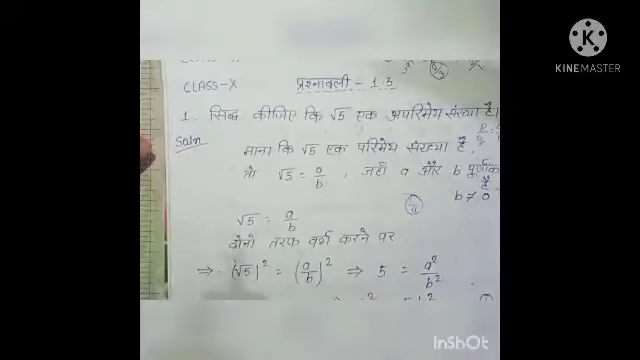 KINEMASTER
CLASS-X प्रश्नावली - 1.3
1. सिद्ध कीजिए कि √5 एक अपरिमेय संख्या है।
Soln माना कि √5 एक परिमेय संख्या है
तो √5 = a/b , जहाँ a और b पूर्णांक है
b ≠ 0
√5 = a/b
दोनो तरफ वर्ग करने पर
⇒ (√5)² = (a/b)² ⇒ 5 = a²/b²
InShOt